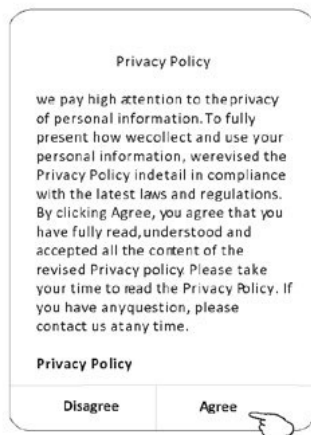 Privacy Policy
we pay high attention to theprivacy
of personal information. To fully
present how wecollect and use your
personal information, werevised the
Privacy Policy indetail in compliance
with the latest laws and regulations.
By clicking Agree, you agree that you
have fully read,understood and
accepted all the content of the
revised Privacy policy. Please take
your time to read the Privacy Policy. If
you have anyquestion, please
contact us atany time.
Privacy Policy
Disagree Agree